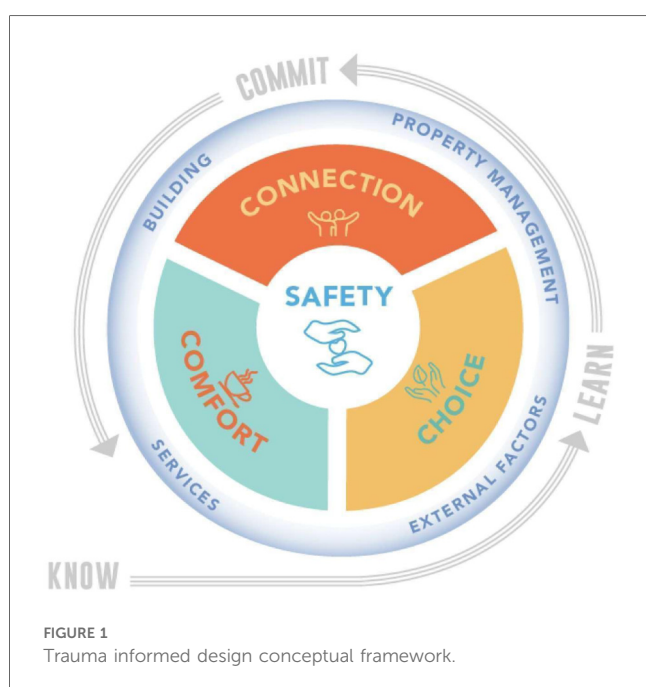 COMMIT
BUILDING
PROPERTY MANAGEMENT
CONNECTION
SAFETY
COMFORT
CHOICE
LEARN
SERVICES
EXTERNAL FACTORS
KNOW
FIGURE 1
Trauma informed design conceptual framework.